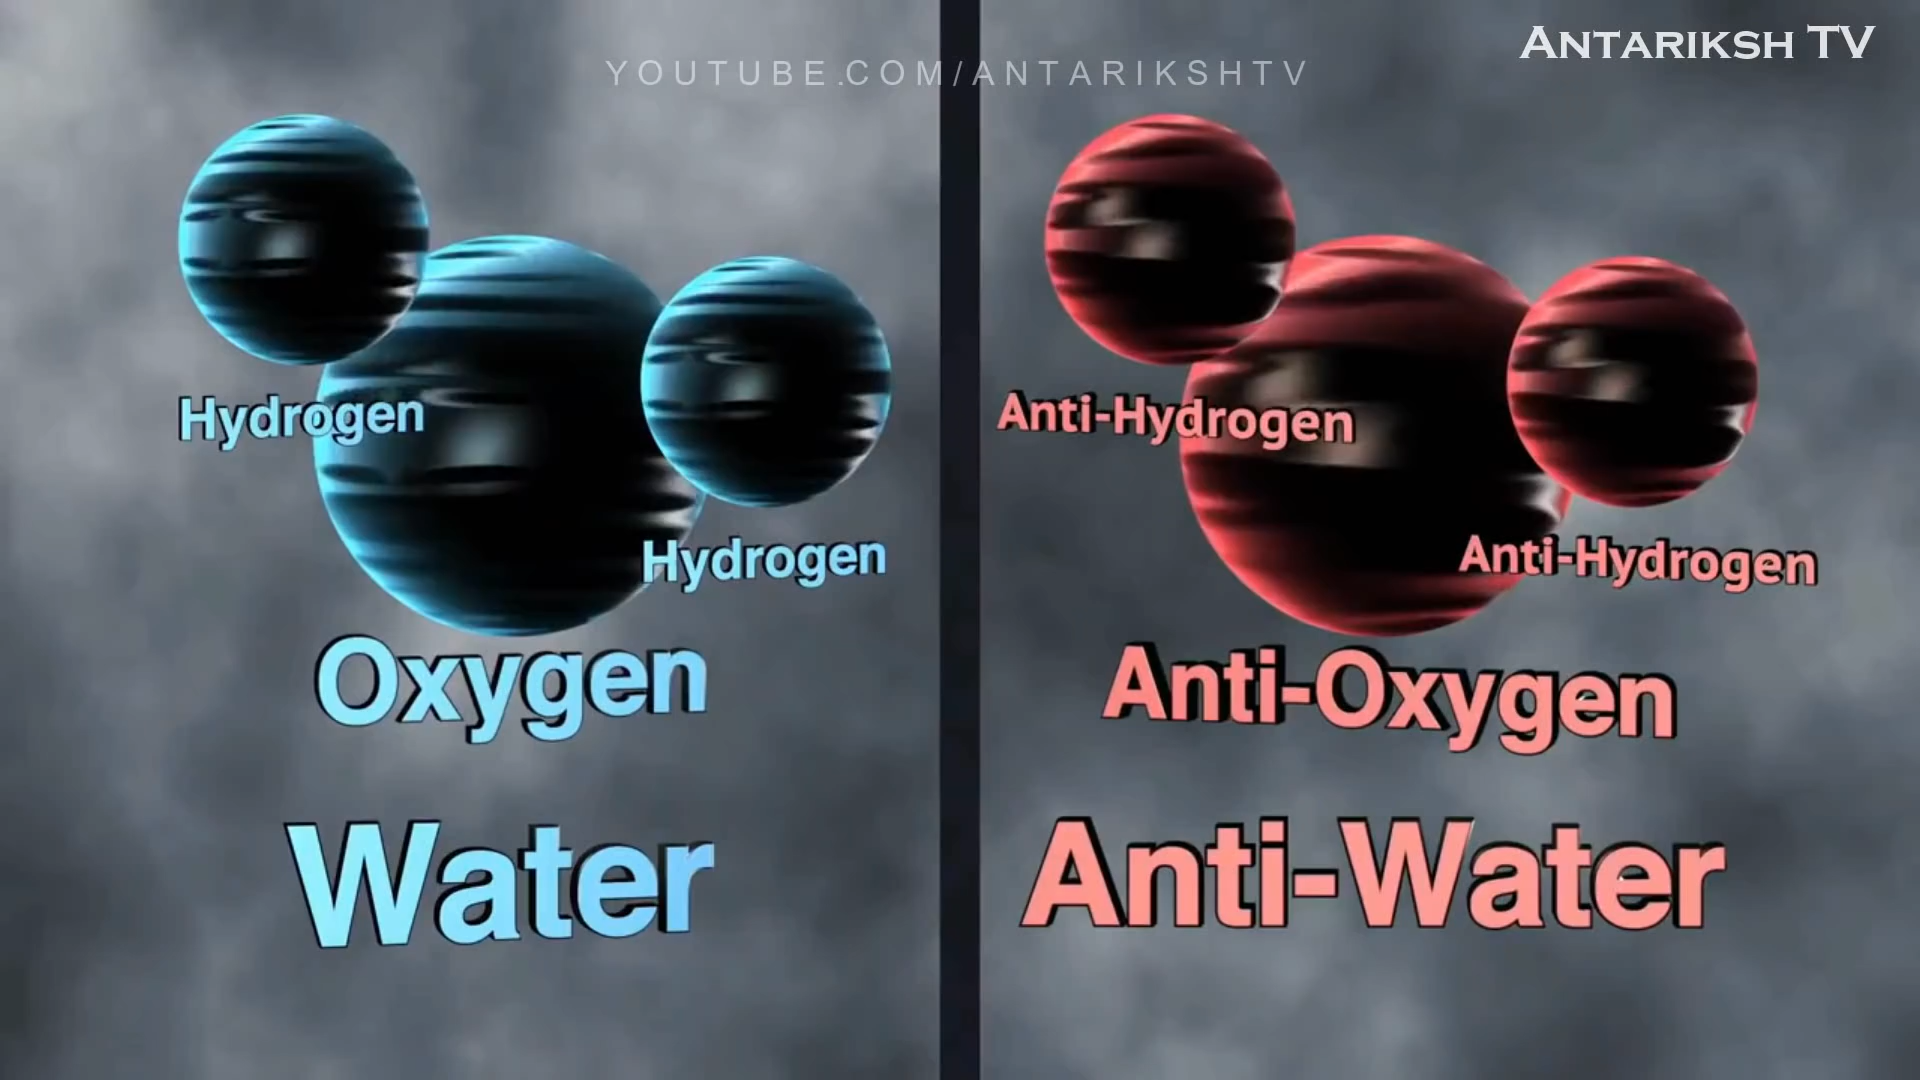 ANTARIKSH TV
YOUTUBE.COM/ANTARIKSHTV
Hydrogen
Hydrogen
Oxygen
Water
Anti-Hydrogen
Anti-Hydrogen
Anti-Oxygen
Anti-Water